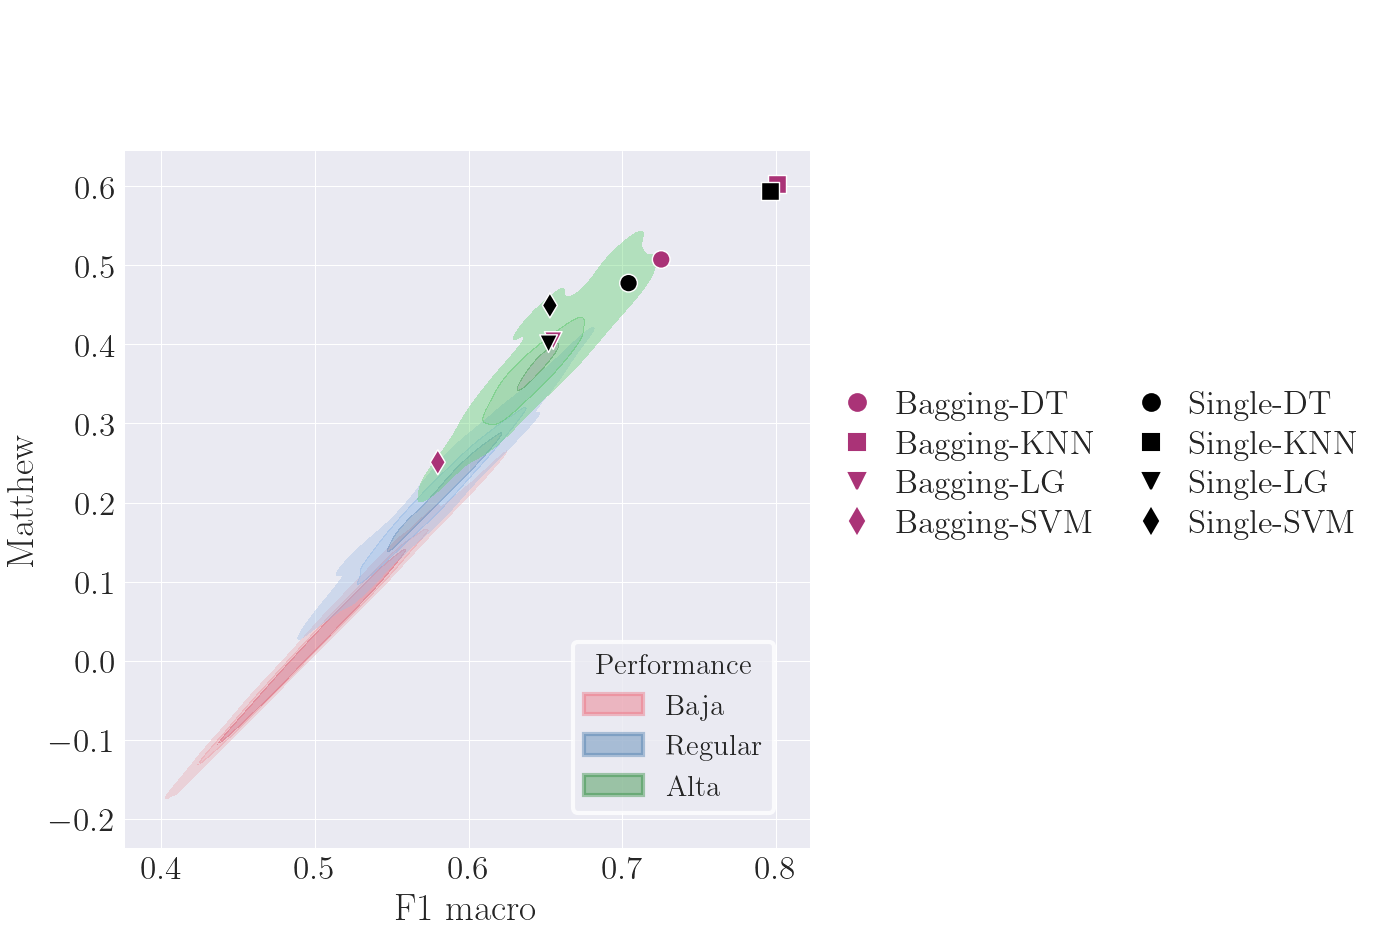 Matthew
0.6
0.5
0.4
0.3
0.2
0.1
0.0
−0.1
−0.2
0.4 0.5 0.6 0.7 0.8
F1 macro
Performance
Baja
Regular
Alta
Bagging-DT
Bagging-KNN
Bagging-LG
Bagging-SVM
Single-DT
Single-KNN
Single-LG
Single-SVM